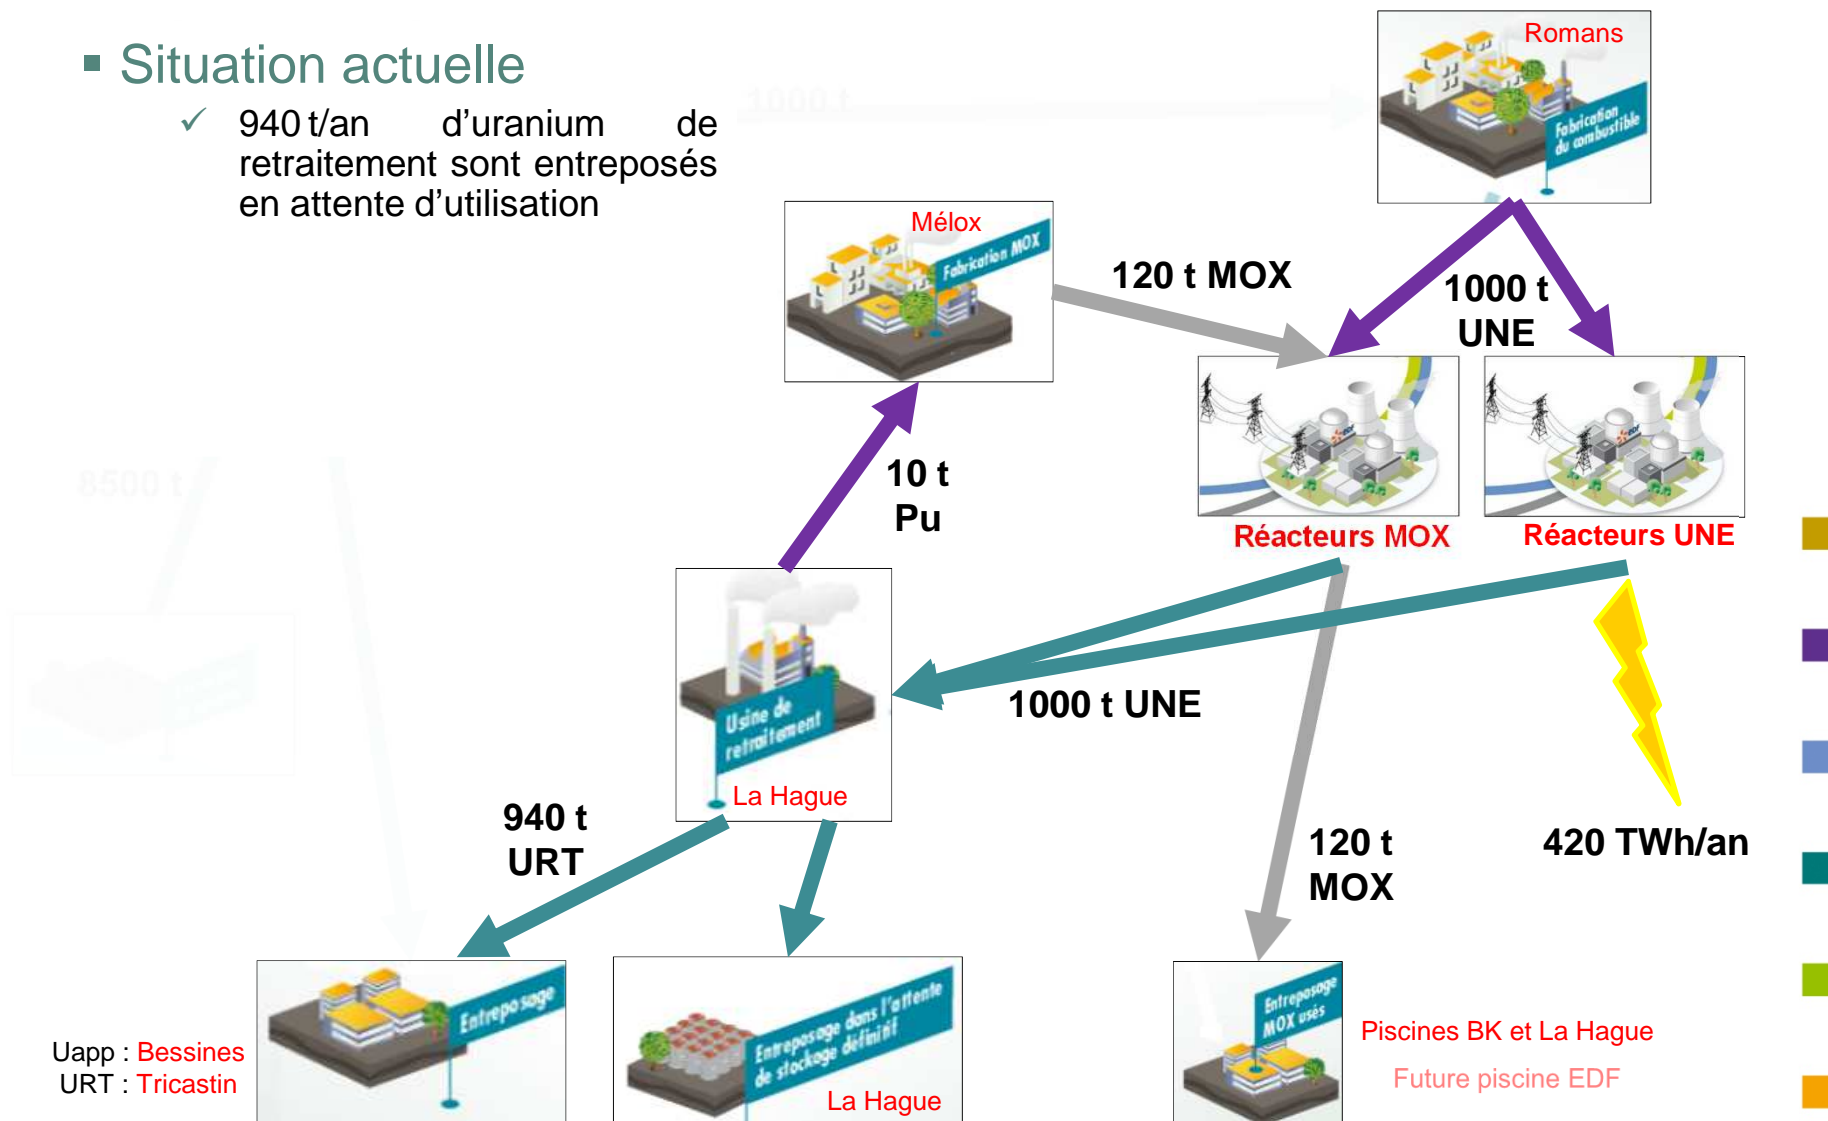 Situation actuelle
940 t/an d’uranium de
retraitement sont entreposés
en attente d’utilisation
1000 t
Romans
Fabrication
du combustible
Mélox
Fabrication MOX
120 t MOX
1000 t
UNE
8500 t
10 t
Pu
EDF
Réacteurs MOX
Réacteurs UNE
Usine de
retraitement
La Hague
1000 t UNE
940 t
URT
120 t
MOX
420 TWh/an
Entreposage
Uapp : Bessines
URT : Tricastin
Entreposage dans l’attente
de stockage définitif
La Hague
Entreposage
MOX usés
Piscines BK et La Hague
Future piscine EDF